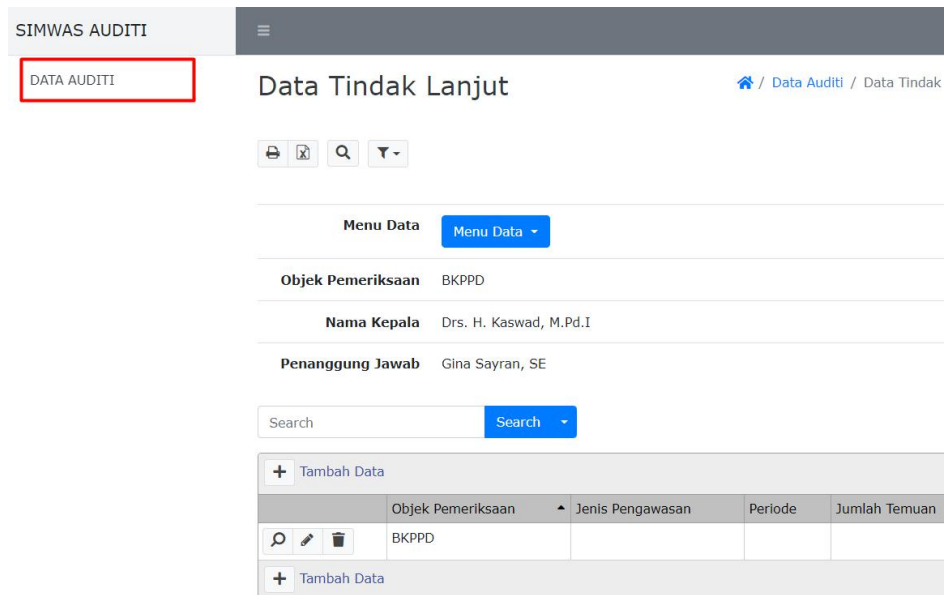 SIMWAS AUDITI
DATA AUDITI
Data Tindak Lanjut
/ Data Auditi / Data Tindak
Menu Data Menu Data
Objek Pemeriksaan BKPPD
Nama Kepala Drs. H. Kaswad, M.Pd.I
Penanggung Jawab Gina Sayran, SE
Search Search
Tambah Data
Objek Pemeriksaan Jenis Pengawasan Periode Jumlah Temuan
BKPPD
Tambah Data